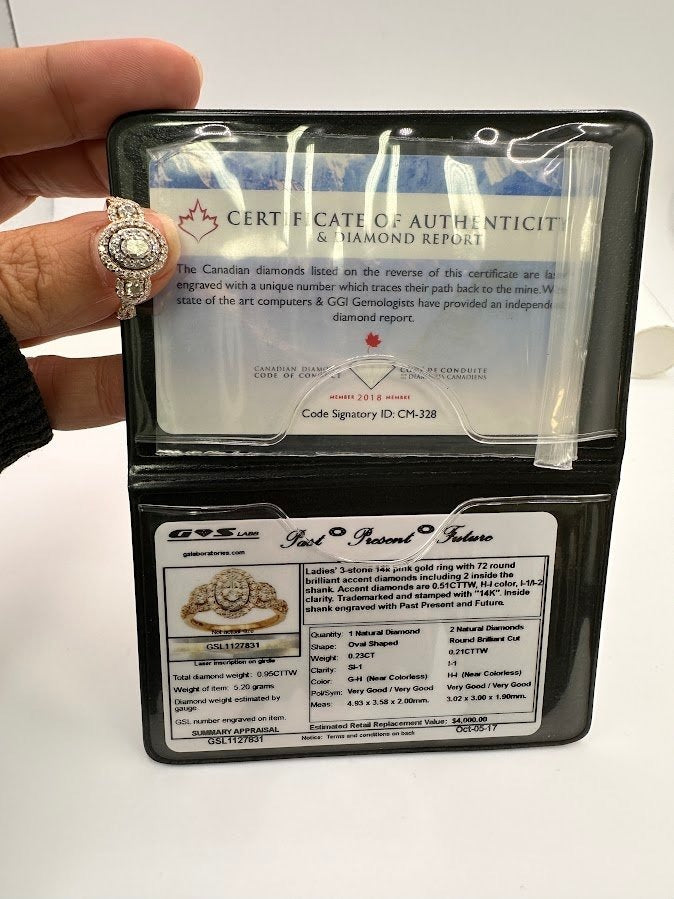 CERTIFICATE OF AUTHENTICITY
& DIAMOND REPORT
The Canadian diamonds listed on the reverse of this certificate are
engraved with a unique number which traces their path back to the mine.
state of the art computers & GGI Gemologists have provided an
diamond report.
CANADIAN
CODE OF
CODE DE CONDUITE
CANADIENS
MEMBER 2018 MEMBRE
Code Signatory ID: CM-328
GS LABS
galaboratories.com
Past Present Future
GSL1127831
Laser inscription on girdle
Total diamond weight: 0.95CTTW
Weight of item: 5.20 grams
Diamond weight estimated by
gauge.
GSL number engraved on item.
SUMMARY APPRAISAL
GSL1127831
Ladies' 3-stone 14k pink gold ring with 72 round
brilliant accent diamonds including 2 inside the
shank. Accent diamonds are 0.51CTTW, H-I color, I-1/I-2
clarity. Trademarked and stamped with "14K". Inside
shank engraved with Past Present and Future.
Quantity: 1 Natural Diamond 2 Natural Diamonds
Shape: Oval Shaped Round Brilliant Cut
Weight: 0.23CT 0.21CTTW
Clarity: SI-1 I-1
Color: G-H (Near Colorless) H-I (Near Colorless)
Pol/Sym: Very Good / Very Good Very Good / Very Good
Meas: 4.93 x 3.58 x 2.00mm. 3.02 x 3.00 x 1.90mm.
Estimated Retail Replacement Value: $4,000.00
Notice: Terms and conditions on back Oct-05-17